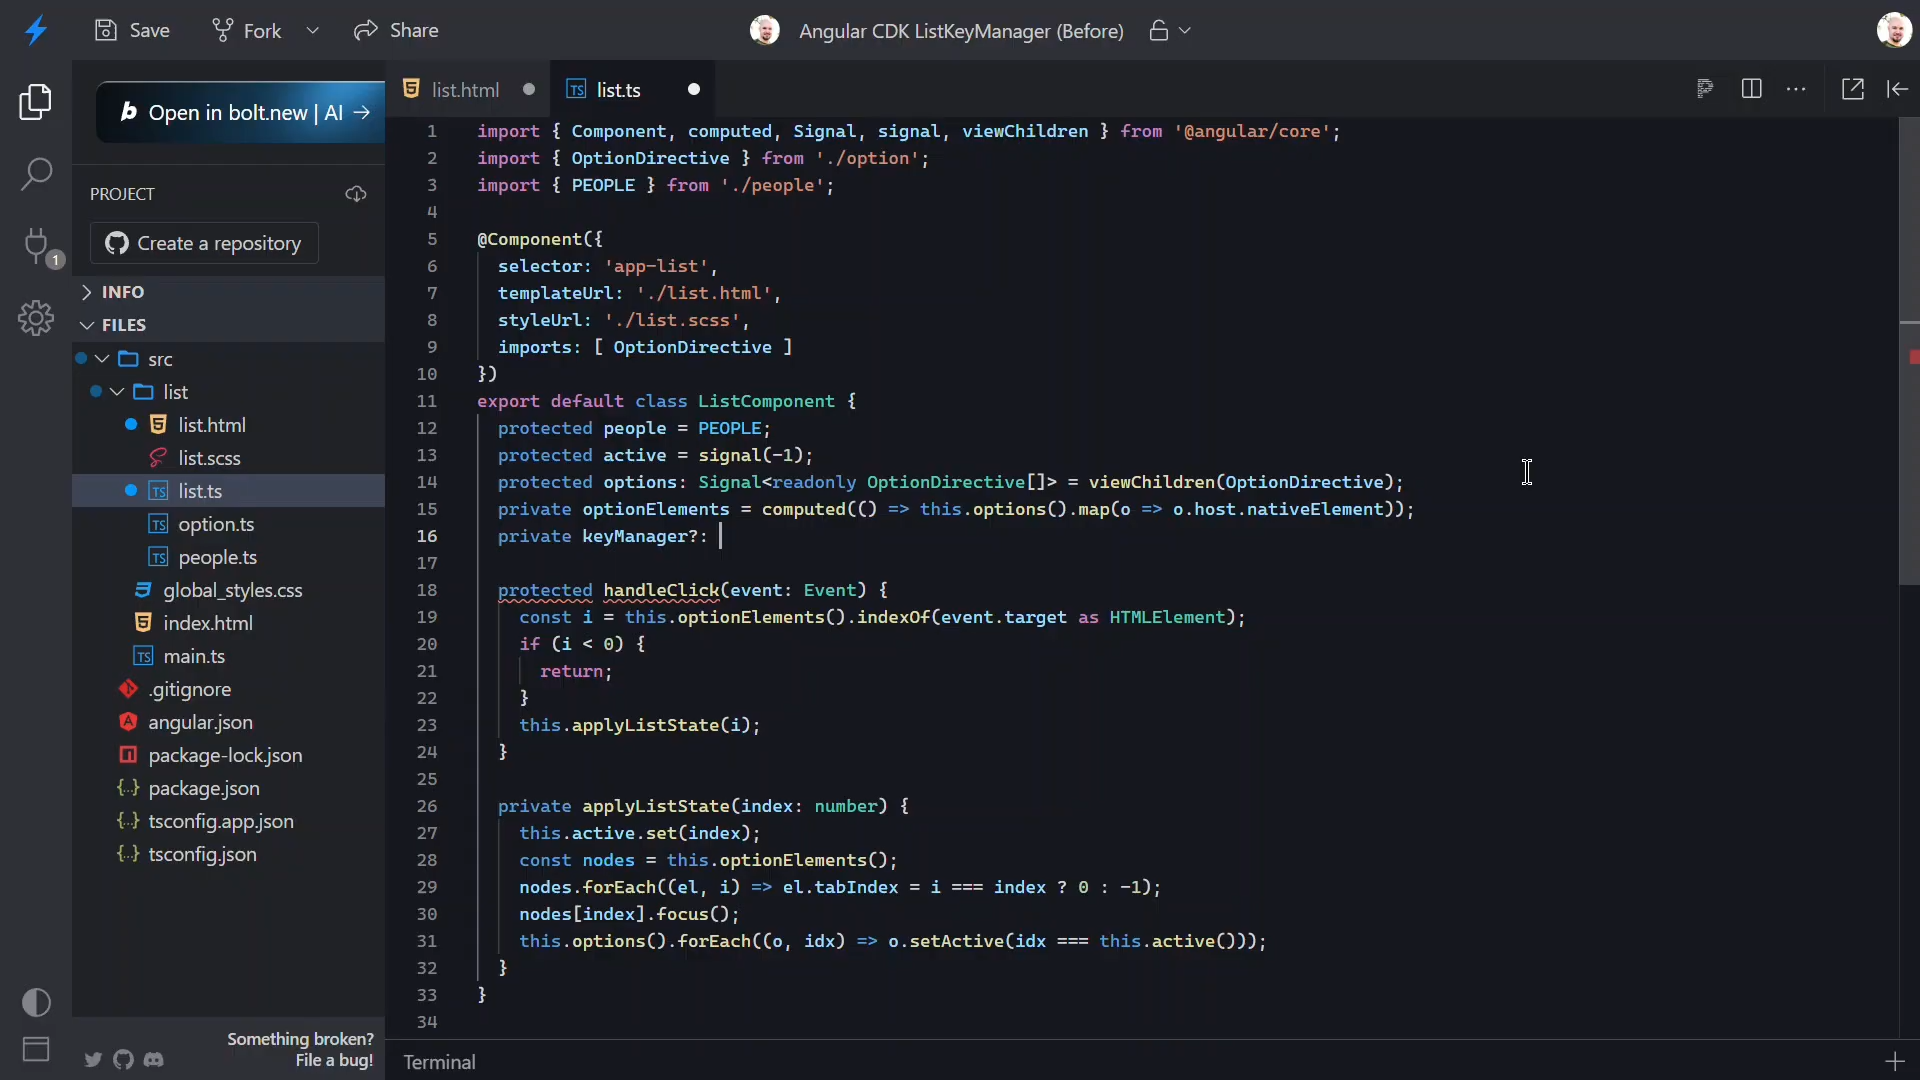 Save
Fork
Share
Angular CDK ListKeyManager (Before)
Open in bolt.new | AI
list.html
list.ts
PROJECT
Create a repository
1
INFO
FILES
src
list
list.html
list.scss
list.ts
option.ts
people.ts
global_styles.css
index.html
main.ts
.gitignore
angular.json
package-lock.json
package.json
tsconfig.app.json
tsconfig.json
Something broken?
File a bug!
1 import { Component, computed, Signal, signal, viewChildren } from '@angular/core';
2 import { OptionDirective } from './option';
3 import { PEOPLE } from './people';
4
5 @Component({
6 selector: 'app-list',
7 templateUrl: './list.html',
8 styleUrl: './list.scss',
9 imports: [ OptionDirective ]
10 })
11 export default class ListComponent {
12 protected people = PEOPLE;
13 protected active = signal(-1);
14 protected options: Signal<readonly OptionDirective[]> = viewChildren(OptionDirective);
15 private optionElements = computed(() => this.options().map(o => o.host.nativeElement));
16 private keyManager?:
17
18 protected handleClick(event: Event) {
19 const i = this.optionElements().indexOf(event.target as HTMLElement);
20 if (i < 0) {
21 return;
22 }
23 this.applyListState(i);
24 }
25
26 private applyListState(index: number) {
27 this.active.set(index);
28 const nodes = this.optionElements();
29 nodes.forEach((el, i) => el.tabIndex = i === index ? 0 : -1);
30 nodes[index].focus();
31 this.options().forEach((o, idx) => o.setActive(idx === this.active()));
32 }
33 }
34
Terminal